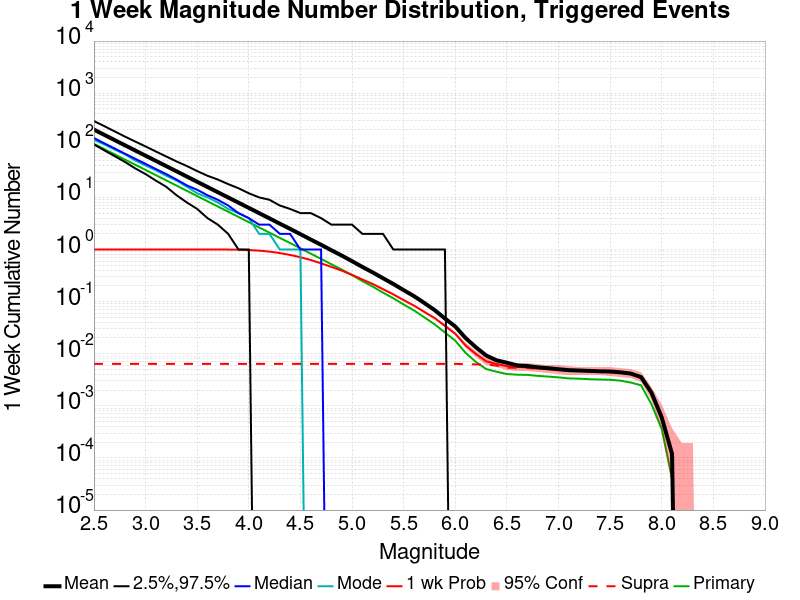 1 Week Magnitude Number Distribution, Triggered Events
1 Week Cumulative Number
10^4
10^3
10^2
10^1
10^0
10^-1
10^-2
10^-3
10^-4
10^-5
2.5 3.0 3.5 4.0 4.5 5.0 5.5 6.0 6.5 7.0 7.5 8.0 8.5 9.0
Magnitude
Mean 2.5%,97.5% Median Mode 1 wk Prob 95% Conf Supra Primary